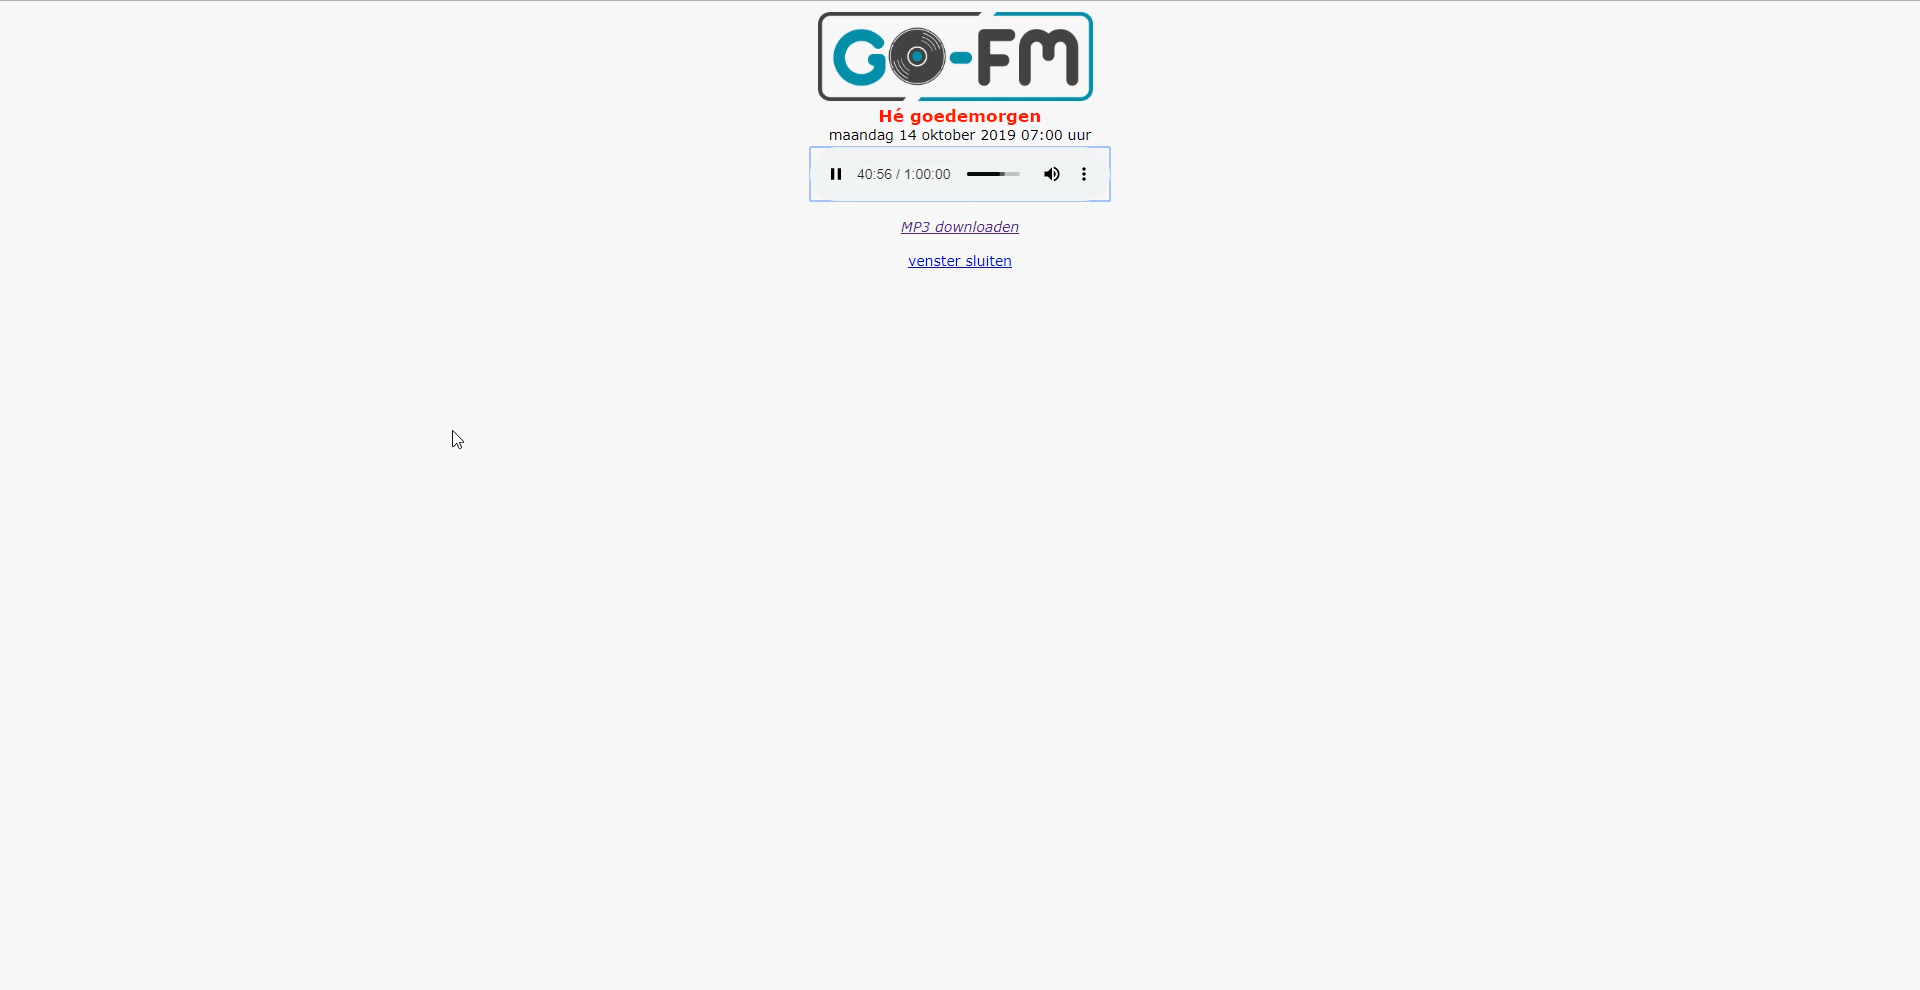 GO-FM
Hé goedemorgen
maandag 14 oktober 2019 07:00 uur
40:56 / 1:00:00
MP3 downloaden
venster sluiten